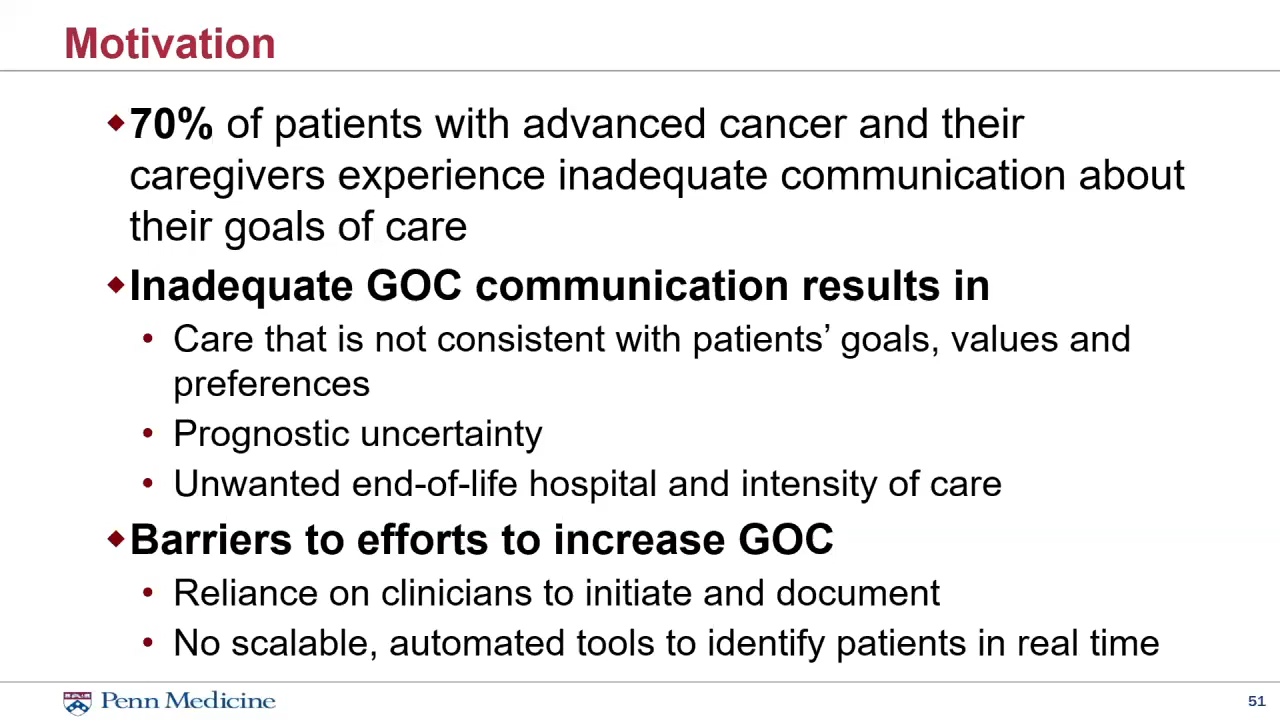 Motivation
◆70% of patients with advanced cancer and their
caregivers experience inadequate communication about
their goals of care
◆Inadequate GOC communication results in
• Care that is not consistent with patients’ goals, values and
preferences
• Prognostic uncertainty
• Unwanted end-of-life hospital and intensity of care
◆Barriers to efforts to increase GOC
• Reliance on clinicians to initiate and document
• No scalable, automated tools to identify patients in real time
Penn Medicine
51